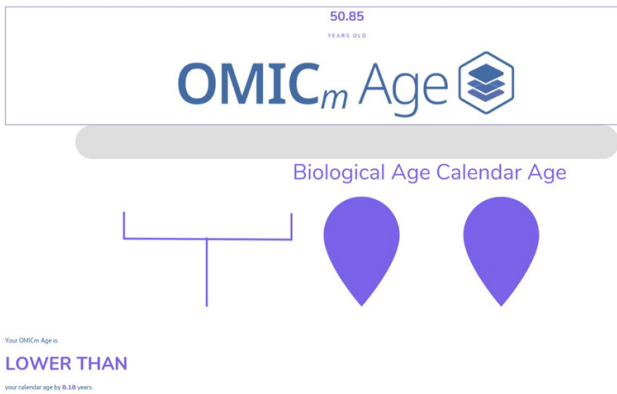 50.85
YEARS OLD
OMICm Age
Biological Age Calendar Age
Your OMICm Age is
LOWER THAN
your calendar age by 8.18 years.